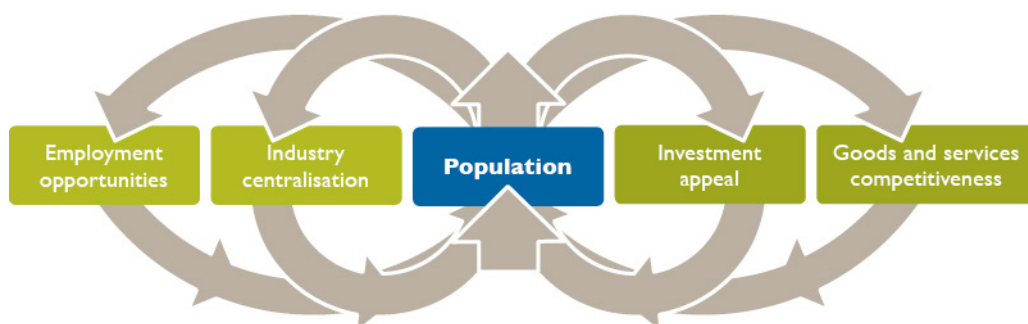 Employment
opportunities
Industry
centralisation
Population
Investment
appeal
Goods and services
competitiveness